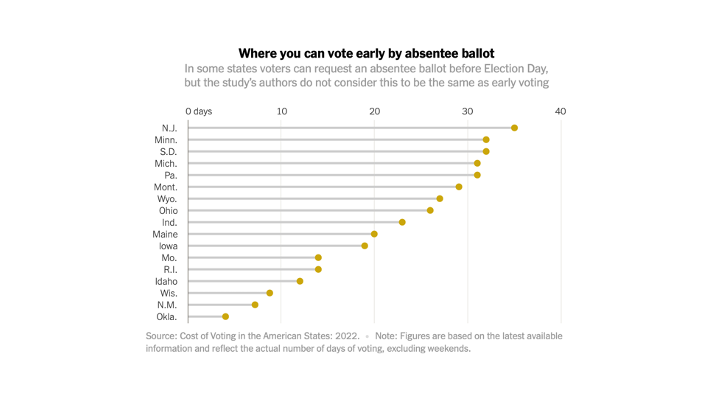 Where you can vote early by absentee ballot
In some states voters can request an absentee ballot before Election Day,
but the study's authors do not consider this to be the same as early voting
0 days 10 20 30 40
N.J.
Minn.
S.D.
Mich.
Pa.
Mont.
Wyo.
Ohio
Ind.
Maine
Iowa
Mo.
R.I.
Idaho
Wis.
N.M.
Okla.
Source: Cost of Voting in the American States: 2022. • Note: Figures are based on the latest available
information and reflect the actual number of days of voting, excluding weekends.